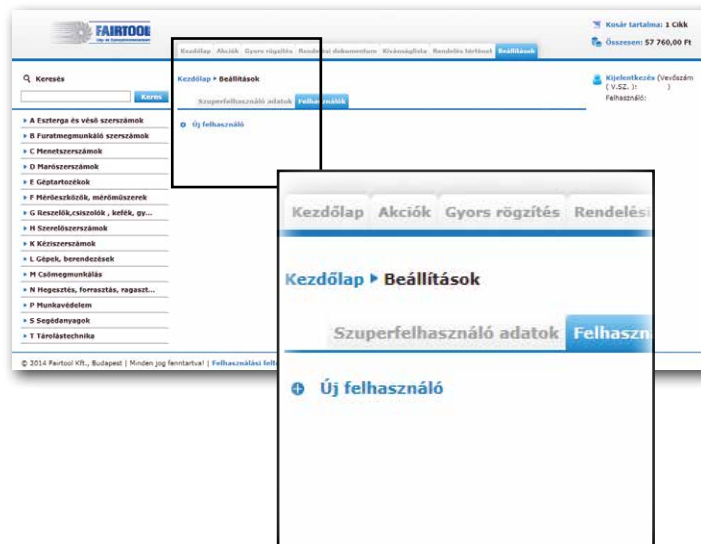 FAIRTOOL
Kezdőlap Akciók Gyors rögzítés Rendelési dokumentum Kívánságlista Rendelés történet Beállítások
Kosár tartalma: 1 Cikk
Összesen: 57 760,00 Ft
Keresés
Keres
Kezdőlap Beállítások
Szuperfelhasználó adatok Felhasználók
Új felhasználó
Kijelentkezés (Vevőszám
( V.SZ. ): )
Felhasználó:
A Eszterga és véső szerszámok
B Furatmegmunkáló szerszámok
C Menetszerszámok
D Marószerszámok
E Géptartozékok
F Mérőeszközök, mérőműszerek
G Reszelők,csiszolók , kefék, gy...
H Szerelőszerszámok
K Kéziszerszámok
L Gépek, berendezések
M Csőmegmunkálás
N Hegesztés, forrasztás, ragaszt...
P Munkavédelem
S Segédanyagok
T Tárolástechnika
© 2014 Fairtool Kft., Budapest | Minden jog fenntartva! | Felhasználási felt
Kezdőlap Akciók Gyors rögzítés Rendelési
Kezdőlap Beállítások
Szuperfelhasználó adatok Felhaszn
Új felhasználó